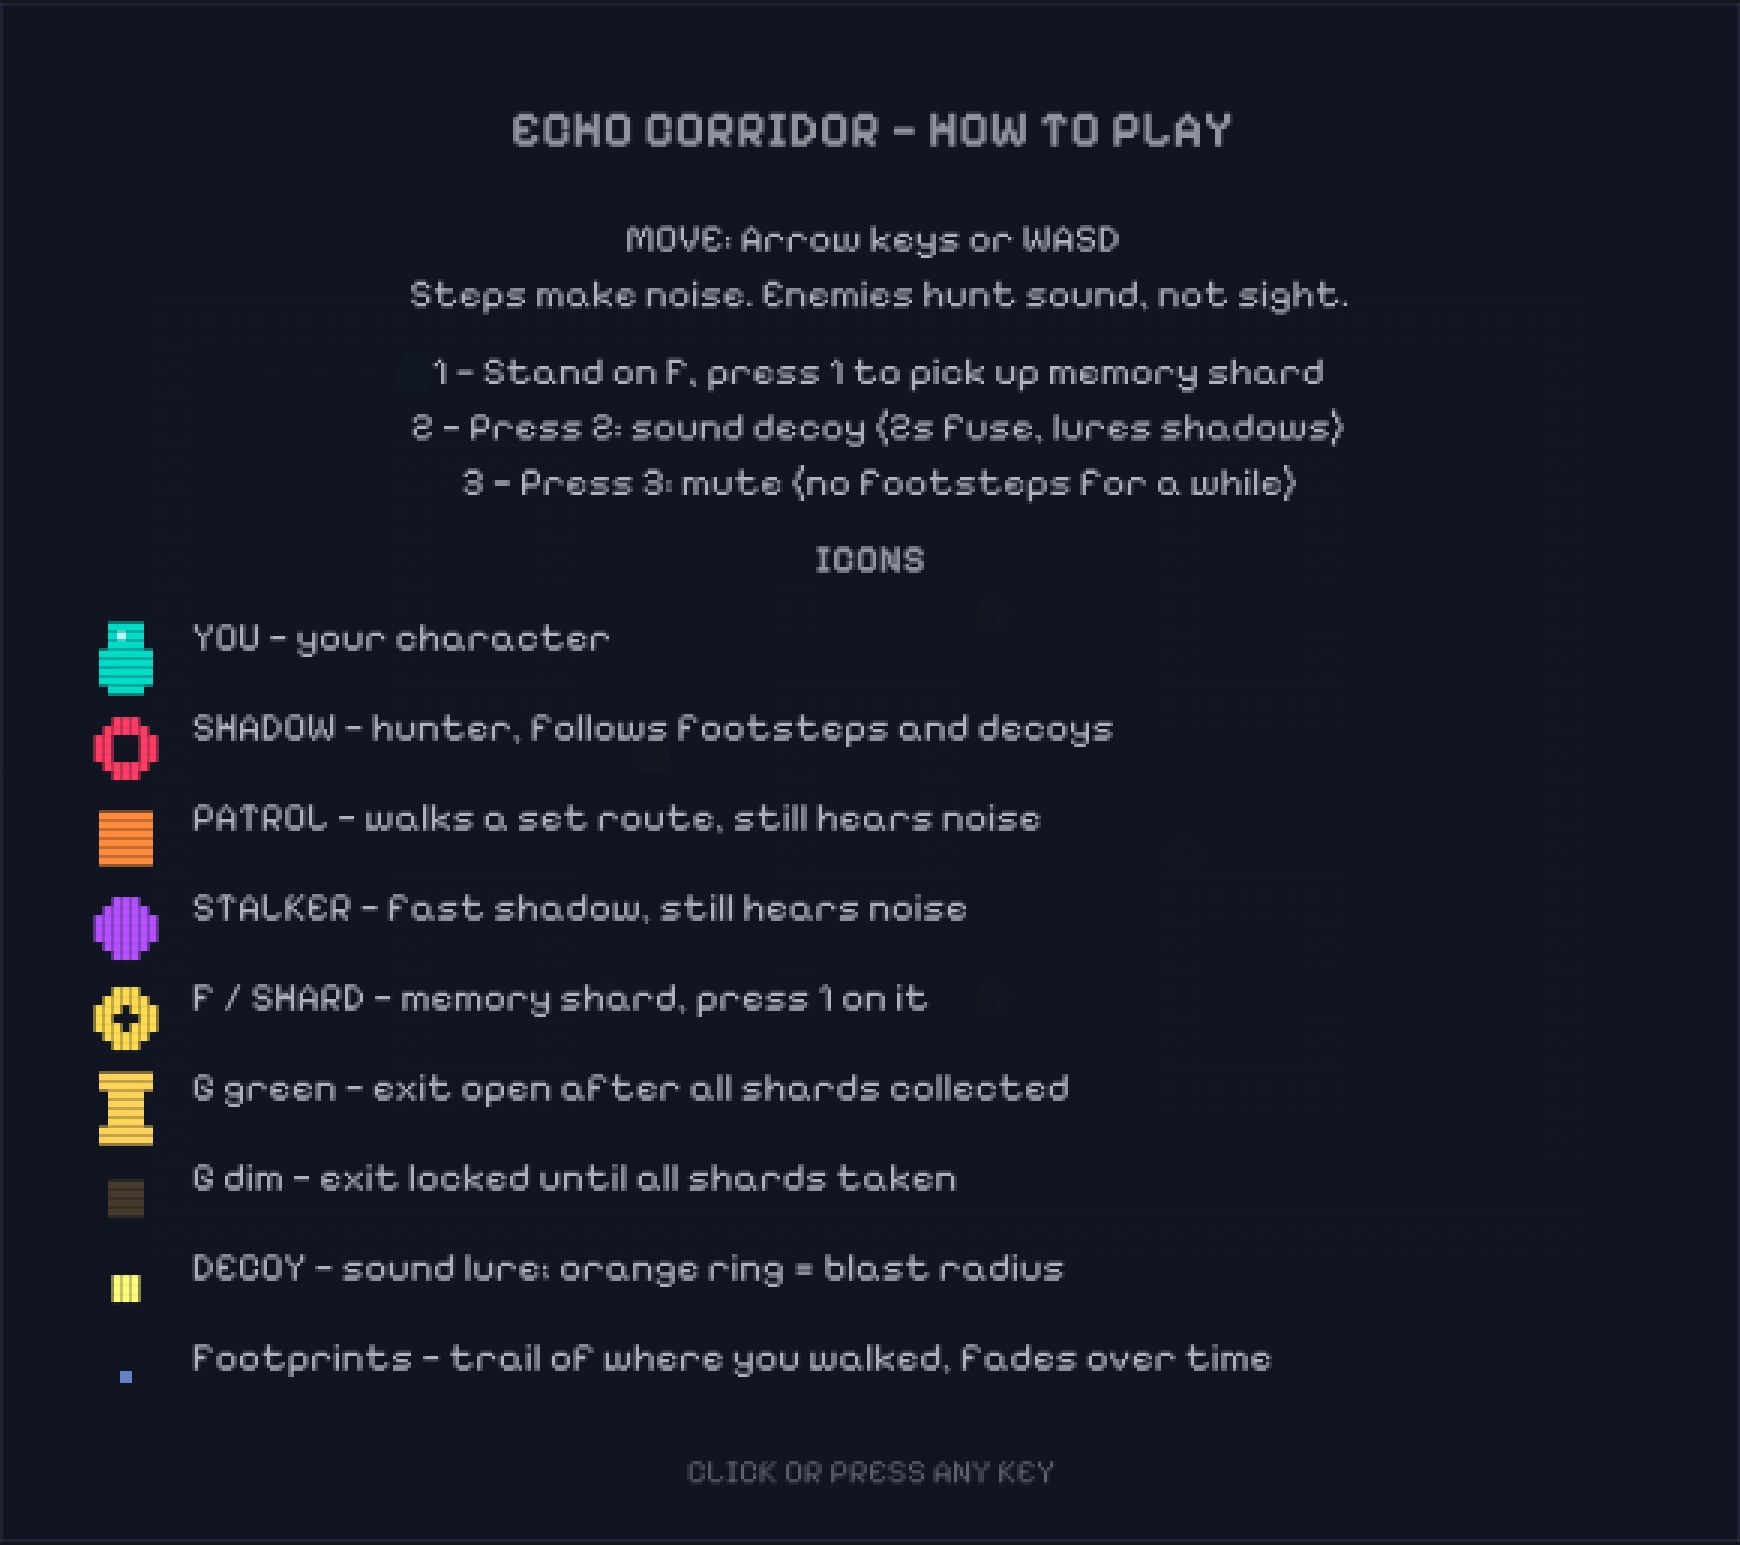 ECHO CORRIDOR - HOW TO PLAY
MOVE: Arrow keys or WASD
Steps make noise. Enemies hunt sound, not sight.
1 - Stand on F, press 1 to pick up memory shard
2 - Press 2: sound decoy (2s fuse, lures shadows)
3 - Press 3: mute (no footsteps for a while)
ICONS
YOU - your character
SHADOW - hunter, follows footsteps and decoys
PATROL - walks a set route, still hears noise
STALKER - fast shadow, still hears noise
F / SHARD - memory shard, press 1 on it
G green - exit open after all shards collected
G dim - exit locked until all shards taken
DECOY - sound lure; orange ring = blast radius
Footprints - trail of where you walked, fades over time
CLICK OR PRESS ANY KEY